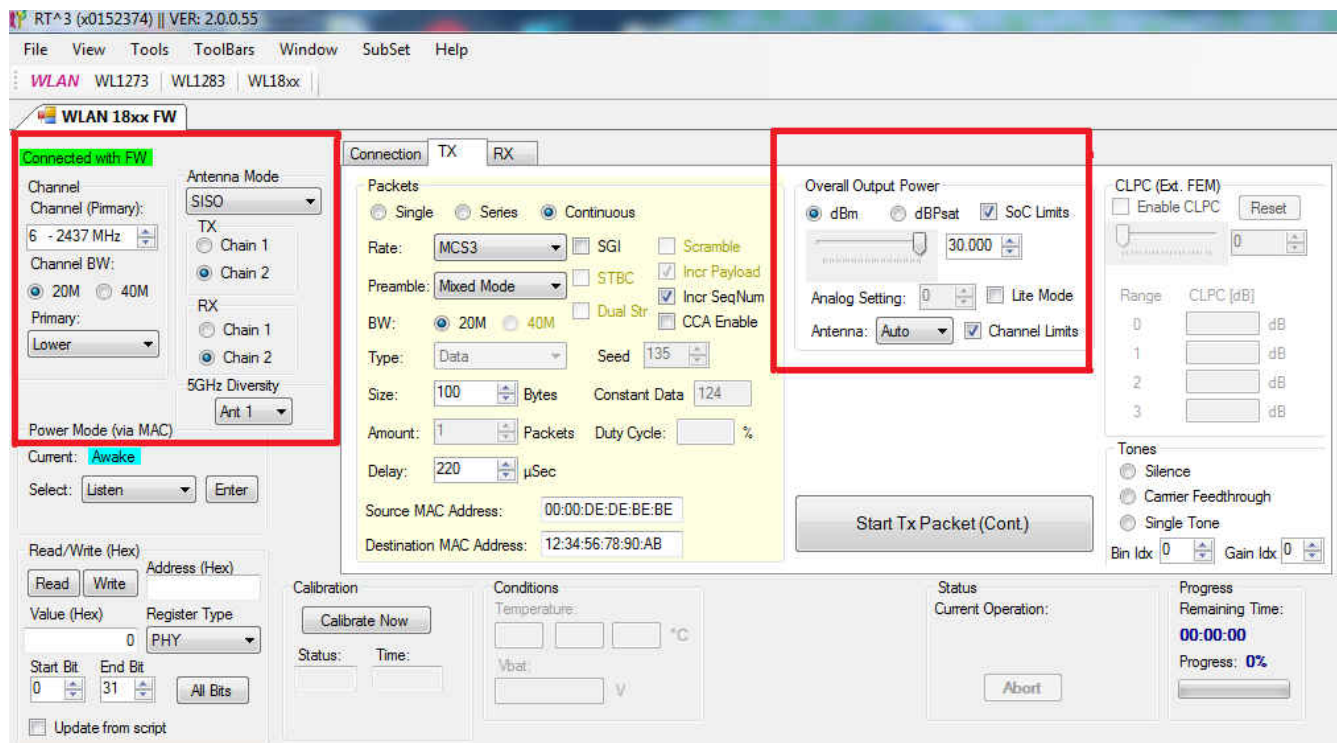 RT^3 (x0152374) || VER: 2.0.0.55
File View Tools ToolBars Window SubSet Help
WLAN WL1273 WL1283 WL18xx
WLAN 18xx FW
Connected with FW
Channel
Channel (Pimary):
6 - 2437 MHz
Channel BW:
20M 40M
Primary:
Lower
Antenna Mode
SISO
TX
Chain 1
Chain 2
RX
Chain 1
Chain 2
5GHz Diversity
Ant 1
Power Mode (via MAC)
Current: Awake
Select: Listen Enter
Read/Write (Hex)
Address (Hex)
Read Write
Value (Hex) Register Type
0 PHY
Start Bit End Bit
0 31 All Bits
Update from script
Connection TX RX
Packets
Single Series Continuous
Rate: MCS3 SGI Scramble
Preamble: Mixed Mode STBC Incr Payload
Incr SeqNum
BW: 20M 40M Dual Str CCA Enable
Type: Data Seed 135
Size: 100 Bytes Constant Data 124
Amount: 1 Packets Duty Cycle: %
Delay: 220 µSec
Source MAC Address: 00:00:DE:DE:BE:BE
Destination MAC Address: 12:34:56:78:90:AB
Overall Output Power
dBm dBPsat SoC Limits
30.000
Analog Setting: 0 Lite Mode
Antenna: Auto Channel Limits
Start Tx Packet (Cont.)
CLPC (Ext. FEM)
Enable CLPC Reset
0
Range CLPC [dB]
0 dB
1 dB
2 dB
3 dB
Tones
Silence
Carrier Feedthrough
Single Tone
Bin Idx 0 Gain Idx 0
Calibration
Calibrate Now
Status: Time:
Conditions
Temperature:
°C
Vbat:
V
Status
Current Operation:
Abort
Progress
Remaining Time:
00:00:00
Progress: 0%